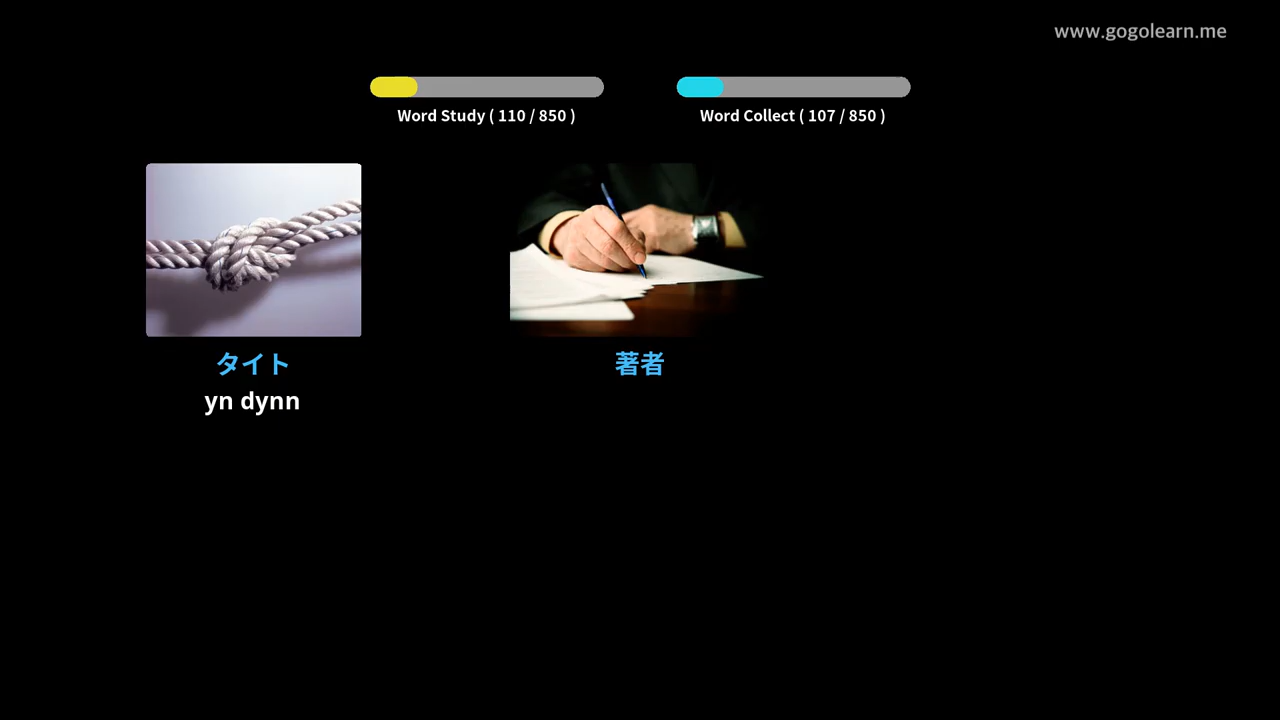 www.gogolearn.me
Word Study ( 110 / 850 )
Word Collect ( 107 / 850 )
タイト
yn dynn
著者